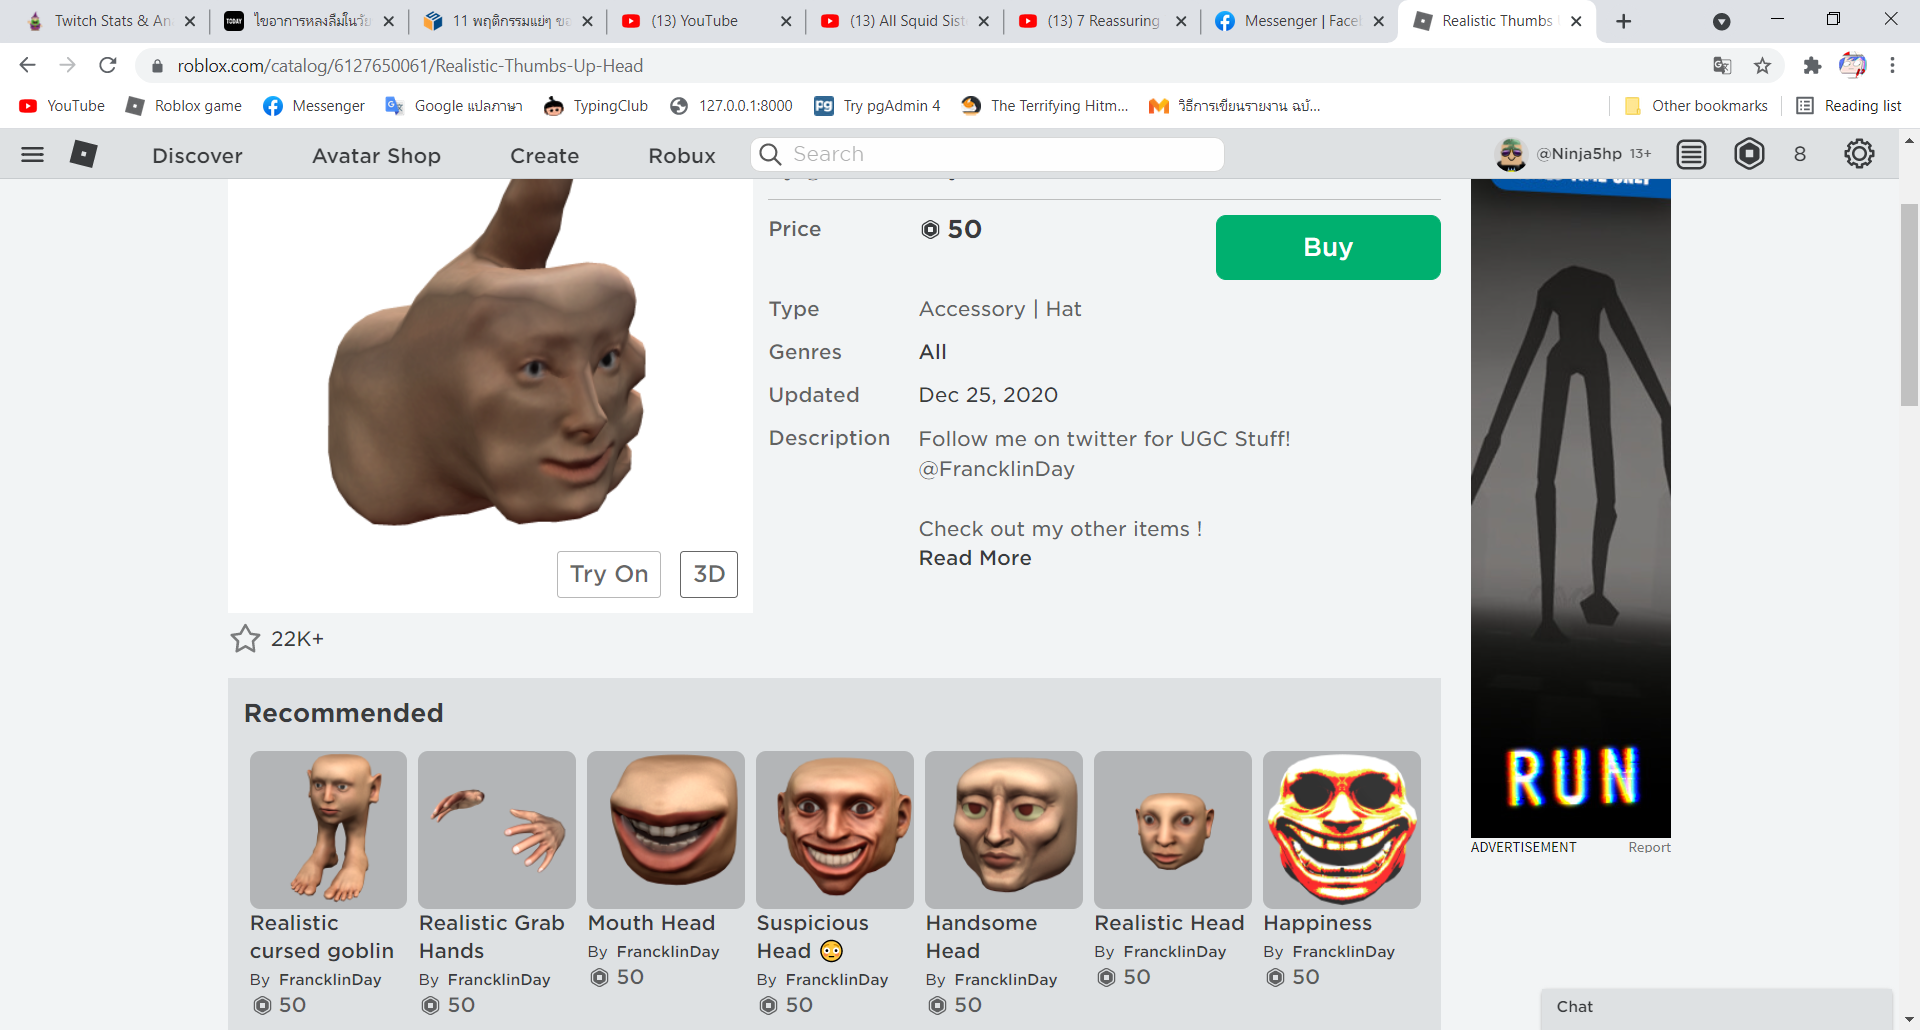 Twitch Stats & An
TODAY ไขอาการหลงลืมในวัย
11 พฤติกรรมแย่ๆ ขอ
(13) YouTube
(13) All Squid Sist
(13) 7 Reassuring
Messenger | Face
Realistic Thumbs
roblox.com/catalog/6127650061/Realistic-Thumbs-Up-Head
YouTube
Roblox game
Messenger
Google แปลภาษา
TypingClub
127.0.0.1:8000
Try pgAdmin 4
The Terrifying Hitm...
วิธีการเขียนรายงาน ฉบั...
Other bookmarks
Reading list
Discover
Avatar Shop
Create
Robux
Search
@Ninja5hp 13+
8
Price
50
Buy
Type
Accessory | Hat
Genres
All
Updated
Dec 25, 2020
Description
Follow me on twitter for UGC Stuff!
@FrancklinDay
Check out my other items !
Read More
Try On
3D
22K+
RUN
ADVERTISEMENT
Report
Recommended
Realistic
cursed goblin
By FrancklinDay
50
Realistic Grab
Hands
By FrancklinDay
50
Mouth Head
By FrancklinDay
50
Suspicious
Head 😳
By FrancklinDay
50
Handsome
Head
By FrancklinDay
50
Realistic Head
By FrancklinDay
50
Happiness
By FrancklinDay
50
Chat